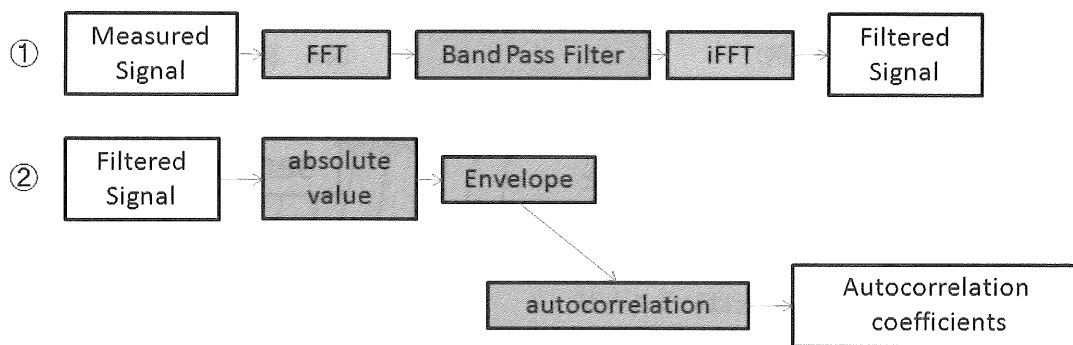 ①
Measured
Signal
FFT
Band Pass Filter
iFFT
Filtered
Signal
②
Filtered
Signal
absolute
value
Envelope
autocorrelation
Autocorrelation
coefficients